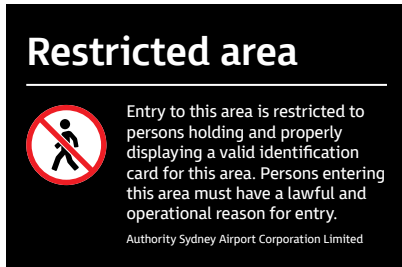 Restricted area
Entry to this area is restricted to
persons holding and properly
displaying a valid identification
card for this area. Persons entering
this area must have a lawful and
operational reason for entry.
Authority Sydney Airport Corporation Limited